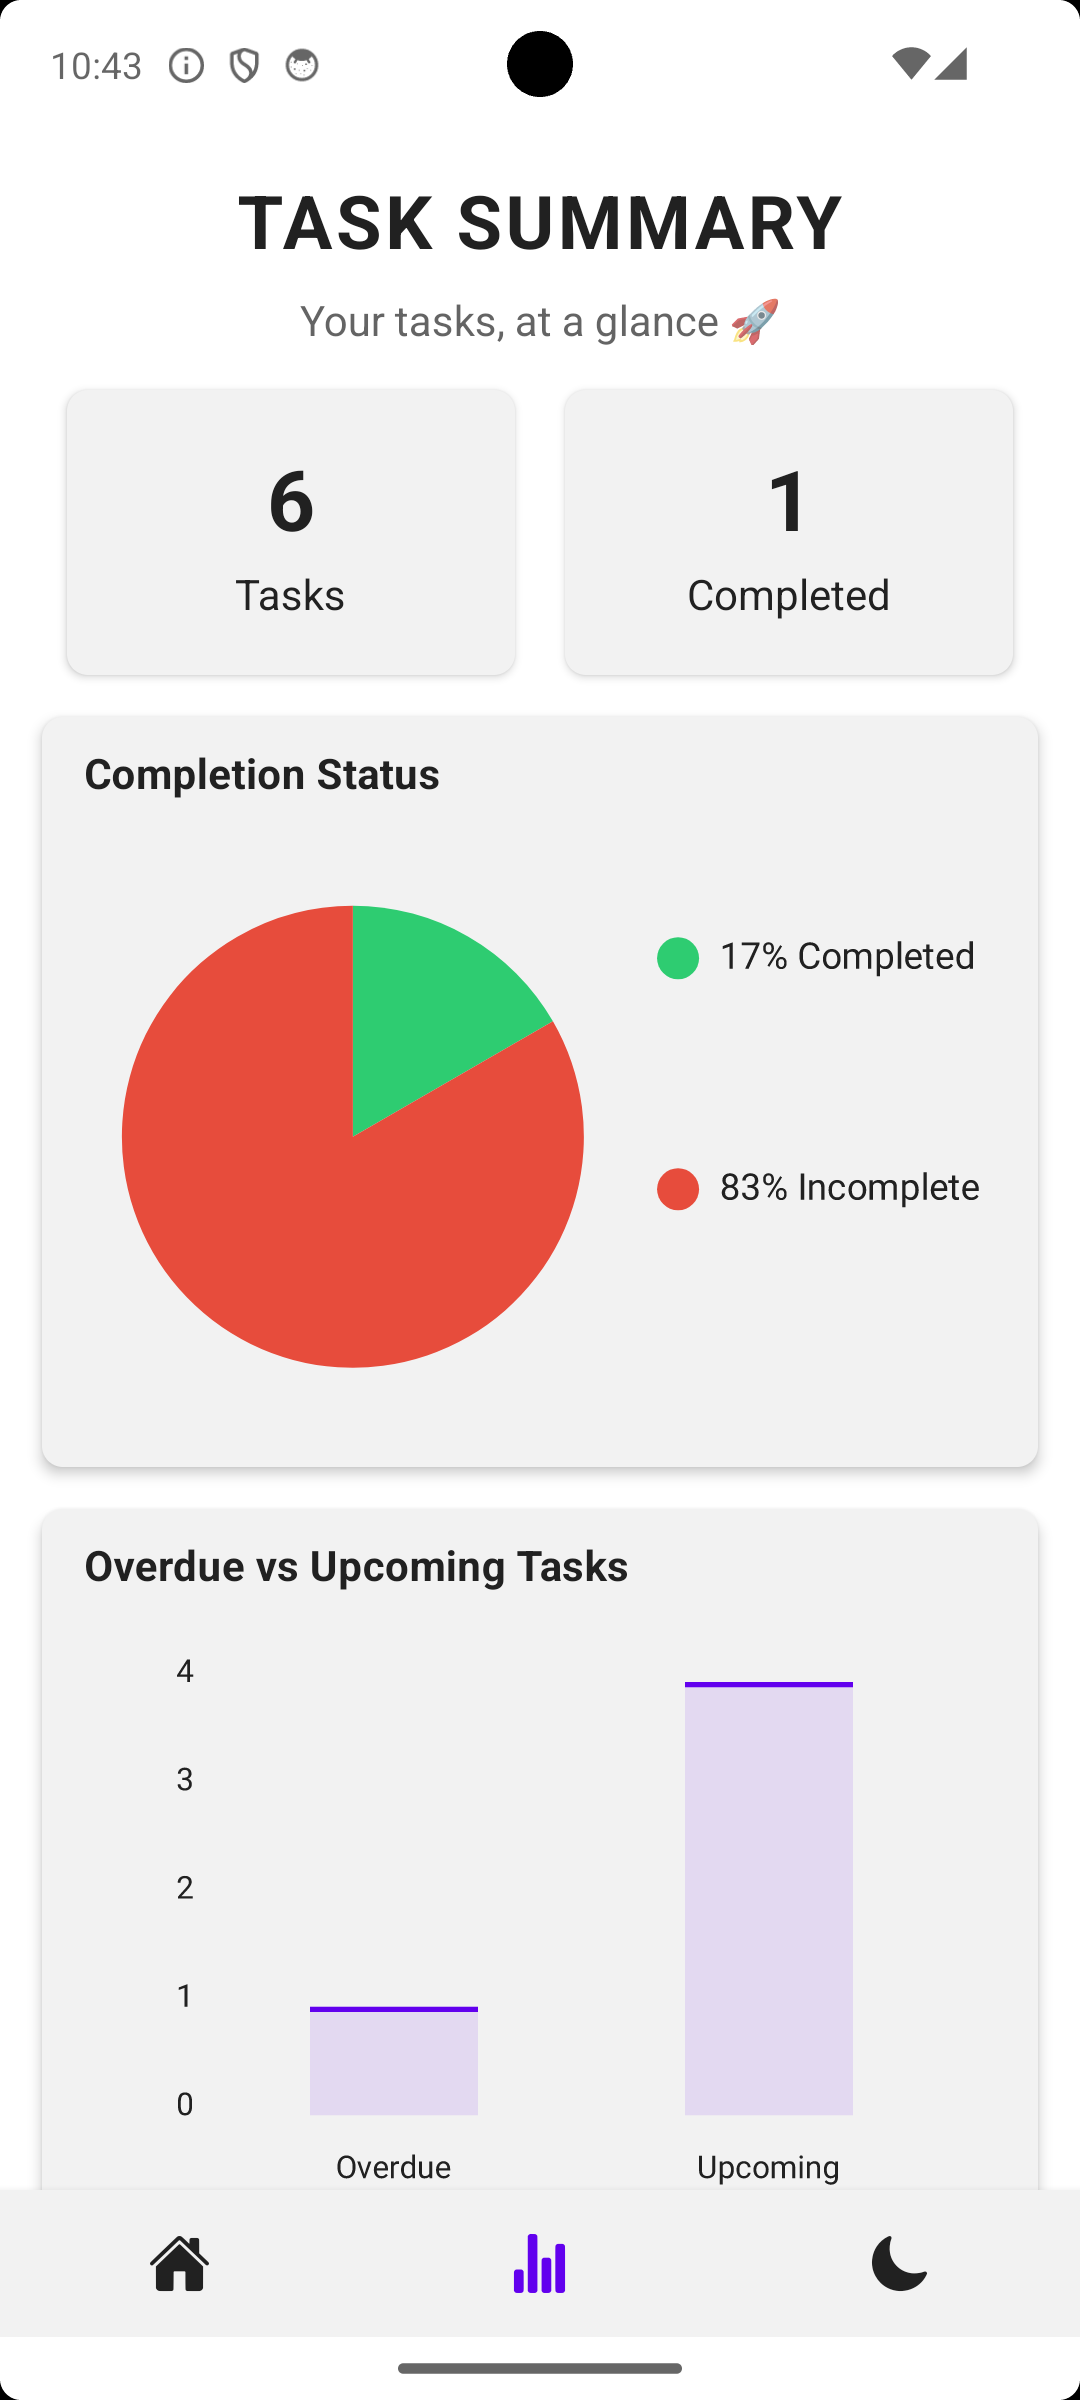 10:43
TASK SUMMARY
Your tasks, at a glance 🚀
6
Tasks
1
Completed
Completion Status
17% Completed
83% Incomplete
Overdue vs Upcoming Tasks
4
3
2
1
0
Overdue
Upcoming